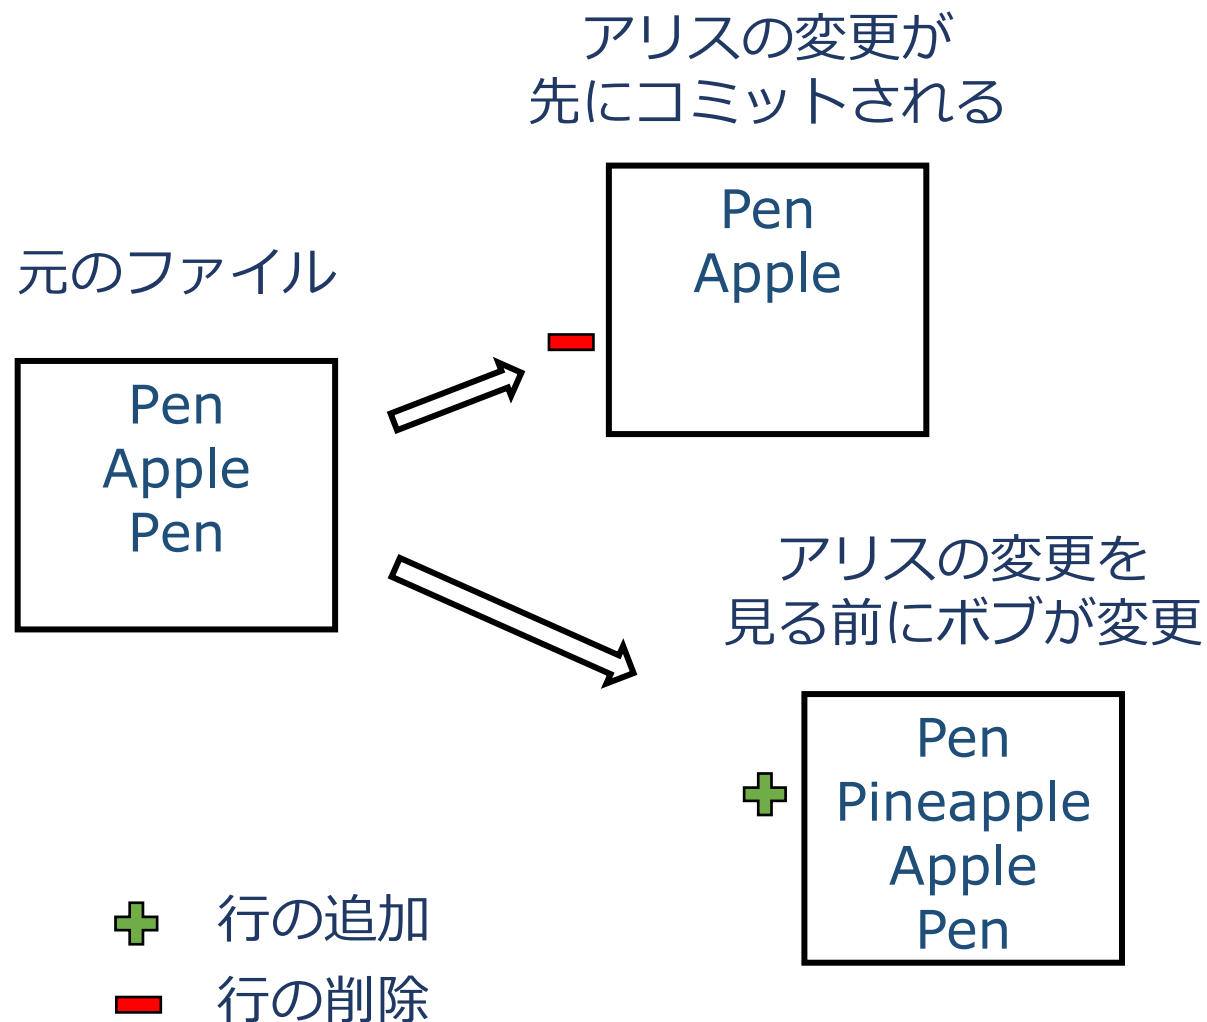 アリスの変更が
先にコミットされる
Pen
Apple
元のファイル
Pen
Apple
Pen
アリスの変更を
見る前にボブが変更
Pen
Pineapple
Apple
Pen
行の追加
行の削除